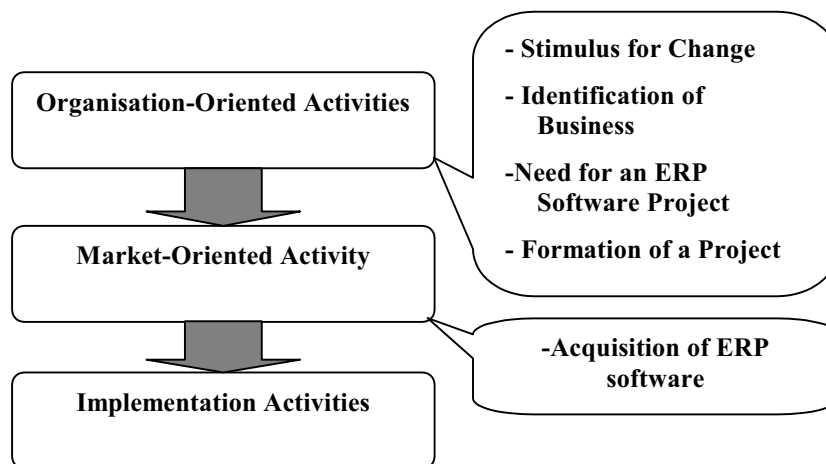 Organisation-Oriented Activities
- Stimulus for Change
- Identification of
Business
-Need for an ERP
Software Project
- Formation of a Project
Market-Oriented Activity
-Acquisition of ERP
software
Implementation Activities